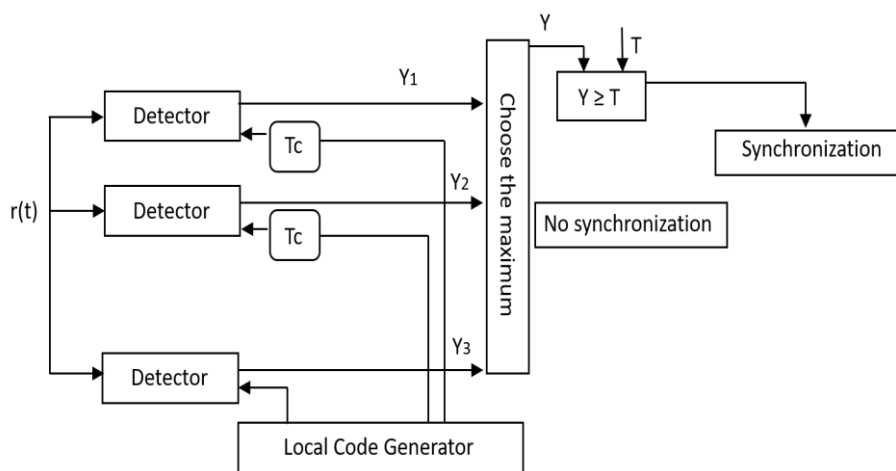 Y
T
Y₁
Detector
Choose the maximum
Y ≥ T
Tc
Synchronization
Y₂
r(t)
Detector
No synchronization
Tc
Y₃
Detector
Local Code Generator